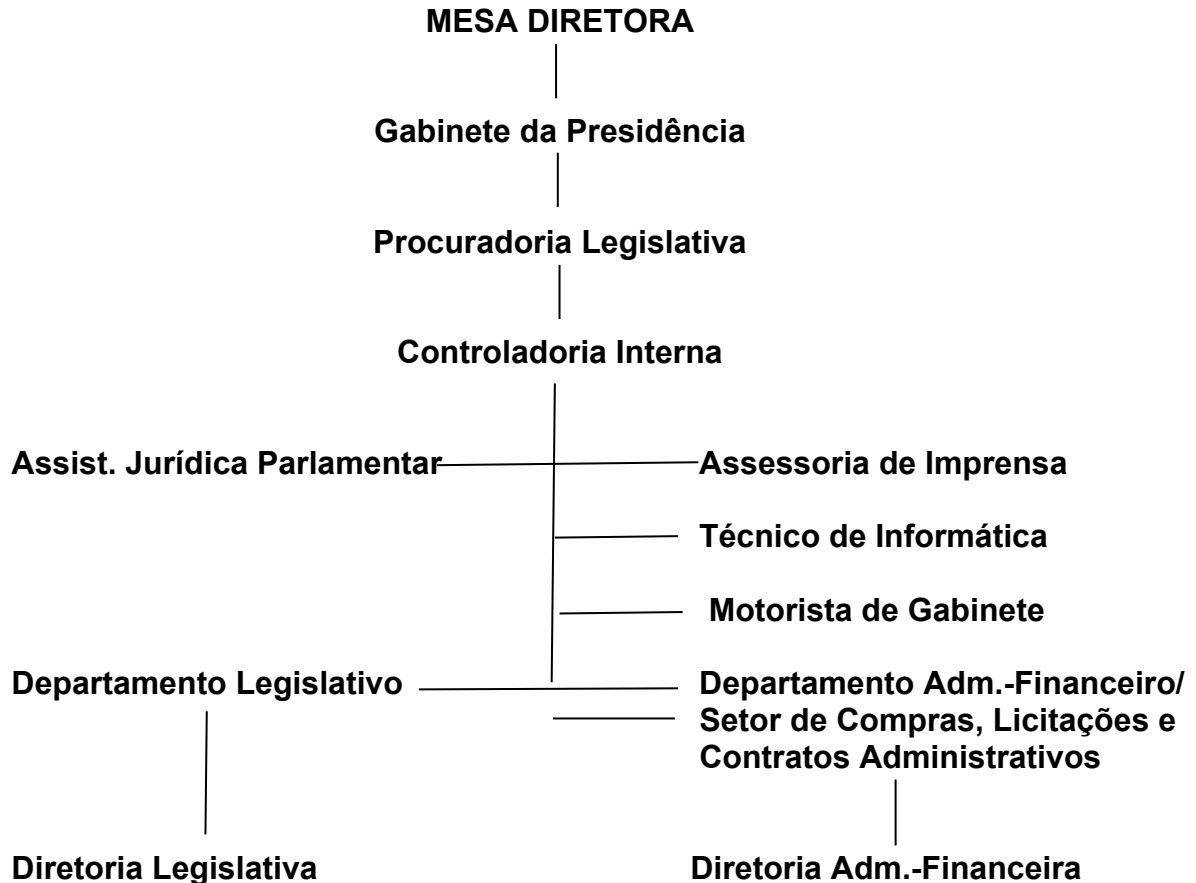 MESA DIRETORA
Gabinete da Presidência
Procuradoria Legislativa
Controladoria Interna
Assist. Jurídica Parlamentar
Assessoria de Imprensa
Técnico de Informática
Motorista de Gabinete
Departamento Legislativo
Departamento Adm.-Financeiro/
Setor de Compras, Licitações e
Contratos Administrativos
Diretoria Legislativa
Diretoria Adm.-Financeira